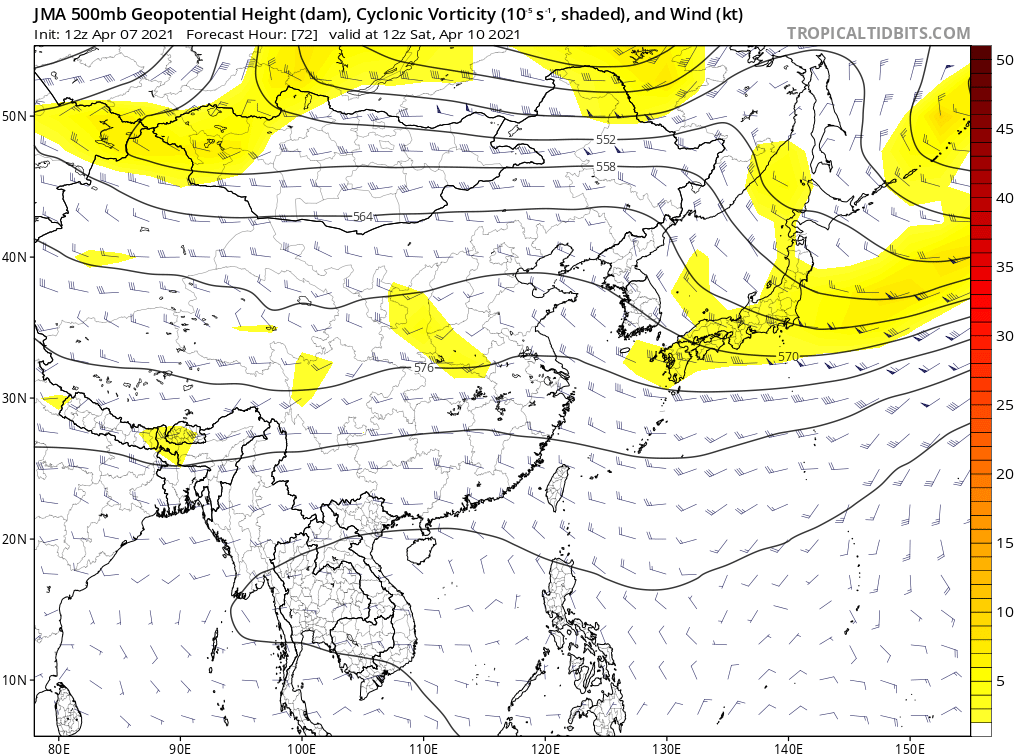 JMA 500mb Geopotential Height (dam), Cyclonic Vorticity (10⁻⁵ s⁻¹, shaded), and Wind (kt)
Init: 12z Apr 07 2021 Forecast Hour: [72] valid at 12z Sat, Apr 10 2021
TROPICALTIDBITS.COM
50N
40N
30N
20N
10N
80E 90E 100E 110E 120E 130E 140E 150E
552
558
564
576
570
50
45
40
35
30
25
20
15
10
5